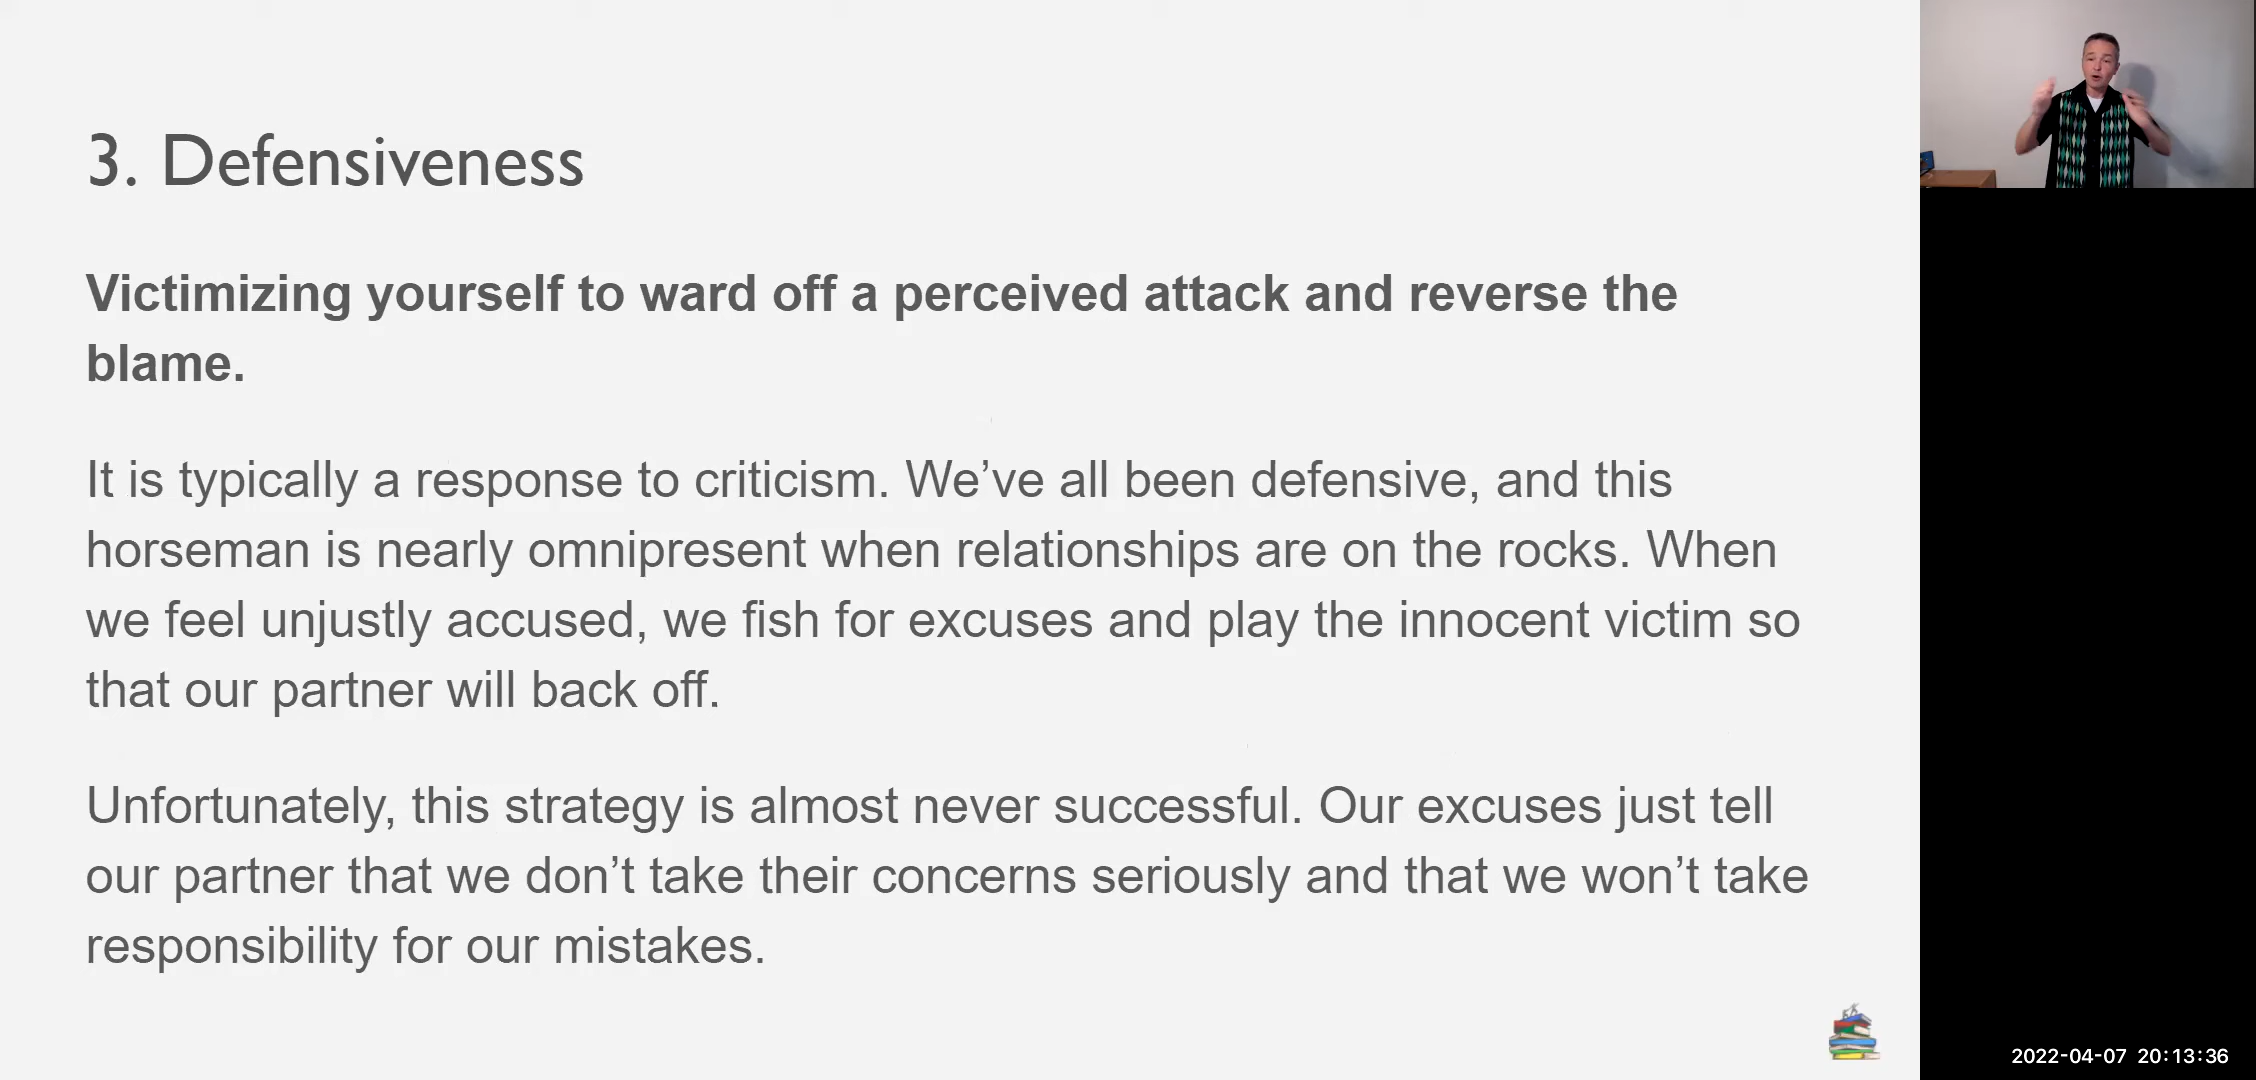 3. Defensiveness
Victimizing yourself to ward off a perceived attack and reverse the
blame.
It is typically a response to criticism. We’ve all been defensive, and this
horseman is nearly omnipresent when relationships are on the rocks. When
we feel unjustly accused, we fish for excuses and play the innocent victim so
that our partner will back off.
Unfortunately, this strategy is almost never successful. Our excuses just tell
our partner that we don’t take their concerns seriously and that we won’t take
responsibility for our mistakes.
2022-04-07 20:13:36